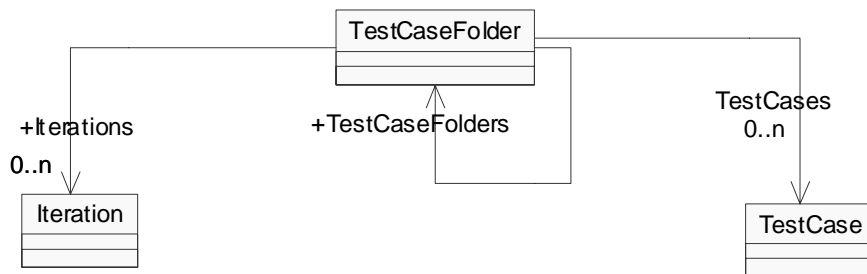 TestCaseFolder
+Iterations
0..n
+TestCaseFolders
TestCases
0..n
Iteration
TestCase